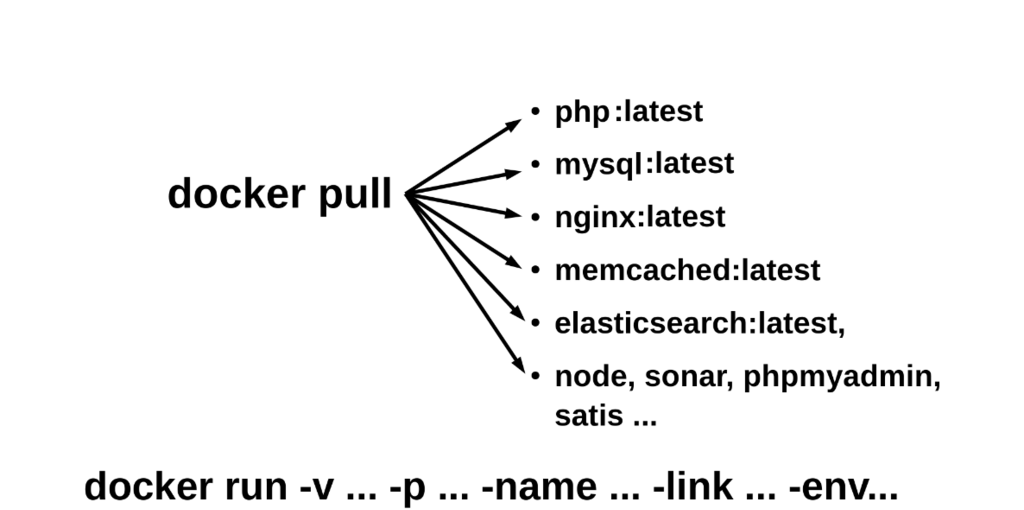 docker pull
• php:latest
• mysql:latest
• nginx:latest
• memcached:latest
• elasticsearch:latest,
• node, sonar, phpmyadmin,
satis ...
docker run -v ... -p ... -name ... -link ... -env...